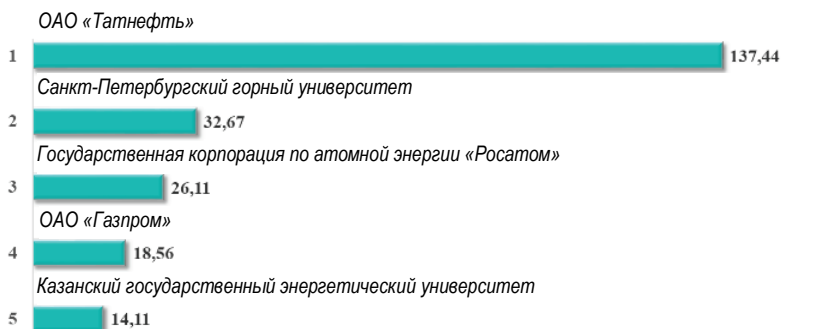 ОАО «Татнефть»
1 137,44
Санкт-Петербургский горный университет
2 32,67
Государственная корпорация по атомной энергии «Росатом»
3 26,11
ОАО «Газпром»
4 18,56
Казанский государственный энергетический университет
5 14,11